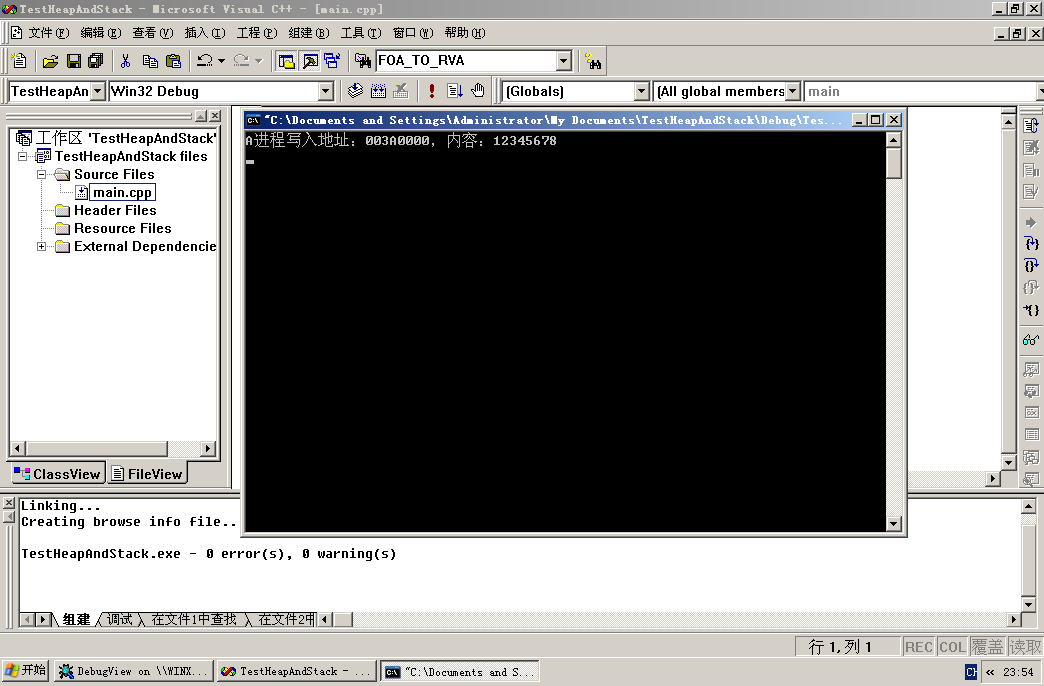 TestHeapAndStack - Microsoft Visual C++ - [main.cpp]
文件(F) 编辑(E) 查看(V) 插入(I) 工程(P) 组建(B) 工具(T) 窗口(W) 帮助(H)
FOA_TO_RVA
TestHeapAn Win32 Debug (Globals) (All global members main
工作区 'TestHeapAndStack'
TestHeapAndStack files
Source Files
main.cpp
Header Files
Resource Files
External Dependencie
ClassView FileView
"C:\Documents and Settings\Administrator\My Documents\TestHeapAndStack\Debug\Tes...
A进程写入地址: 003A0000, 内容: 12345678
Linking...
Creating browse info file..
TestHeapAndStack.exe - 0 error(s), 0 warning(s)
组建 调试 在文件1中查找 在文件2中
行 1,列 1 REC COL 覆盖 读取
开始 DebugView on \\WINX... TestHeapAndStack - ... "C:\Documents and S... CH « 23:54